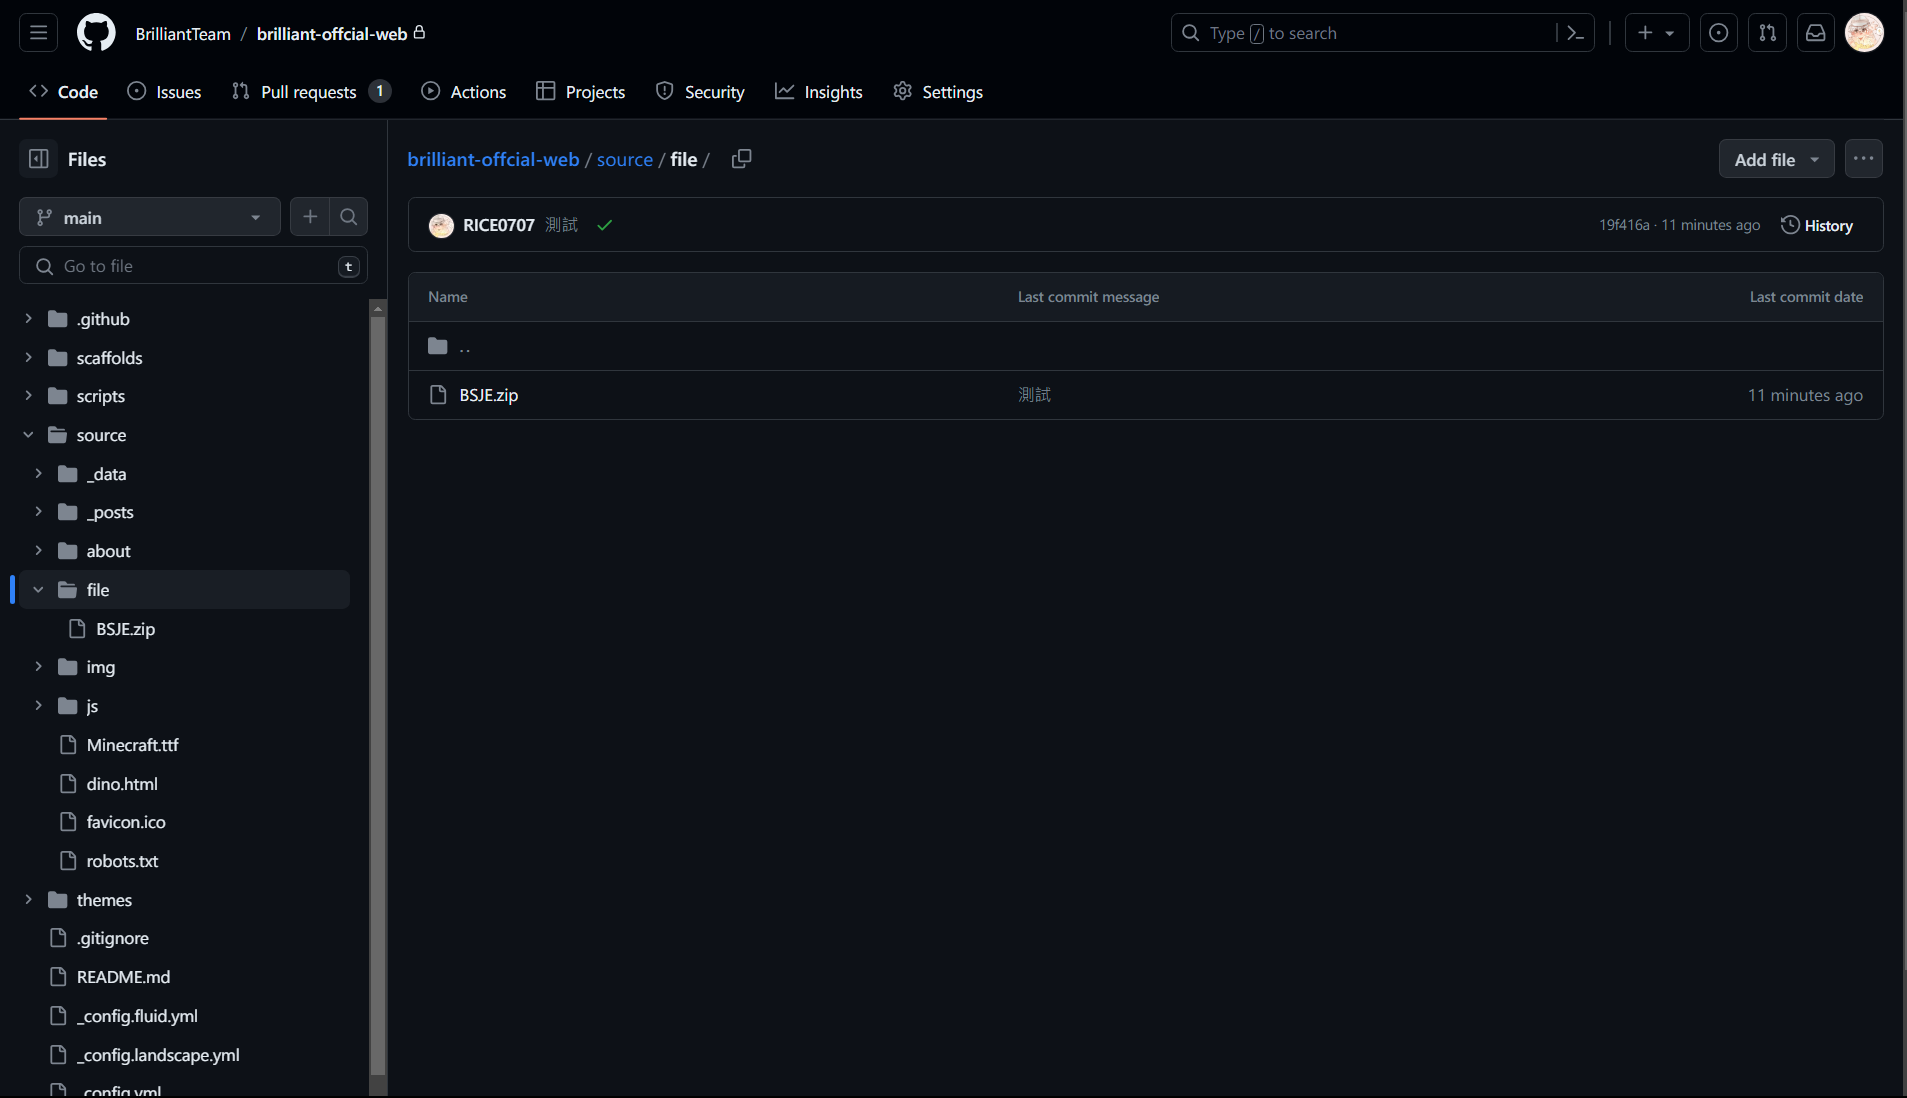 BrilliantTeam / brilliant-offcial-web
Type / to search
Code
Issues
Pull requests 1
Actions
Projects
Security
Insights
Settings
Files
main
Go to file
t
.github
scaffolds
scripts
source
_data
_posts
about
file
BSJE.zip
img
js
Minecraft.ttf
dino.html
favicon.ico
robots.txt
themes
.gitignore
README.md
_config.fluid.yml
_config.landscape.yml
_config.yml
brilliant-offcial-web / source / file /
Add file
RICE0707 測試
19f416a · 11 minutes ago
History
Name Last commit message Last commit date
..
BSJE.zip 測試 11 minutes ago